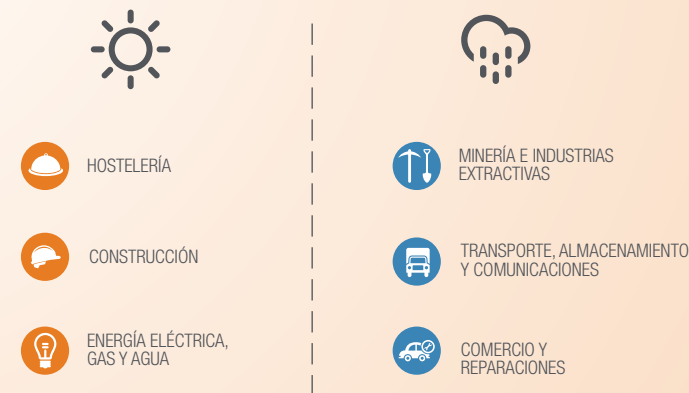 HOSTELERÍA
CONSTRUCCIÓN
ENERGÍA ELÉCTRICA,
GAS Y AGUA
MINERÍA E INDUSTRIAS
EXTRACTIVAS
TRANSPORTE, ALMACENAMIENTO
Y COMUNICACIONES
COMERCIO Y
REPARACIONES